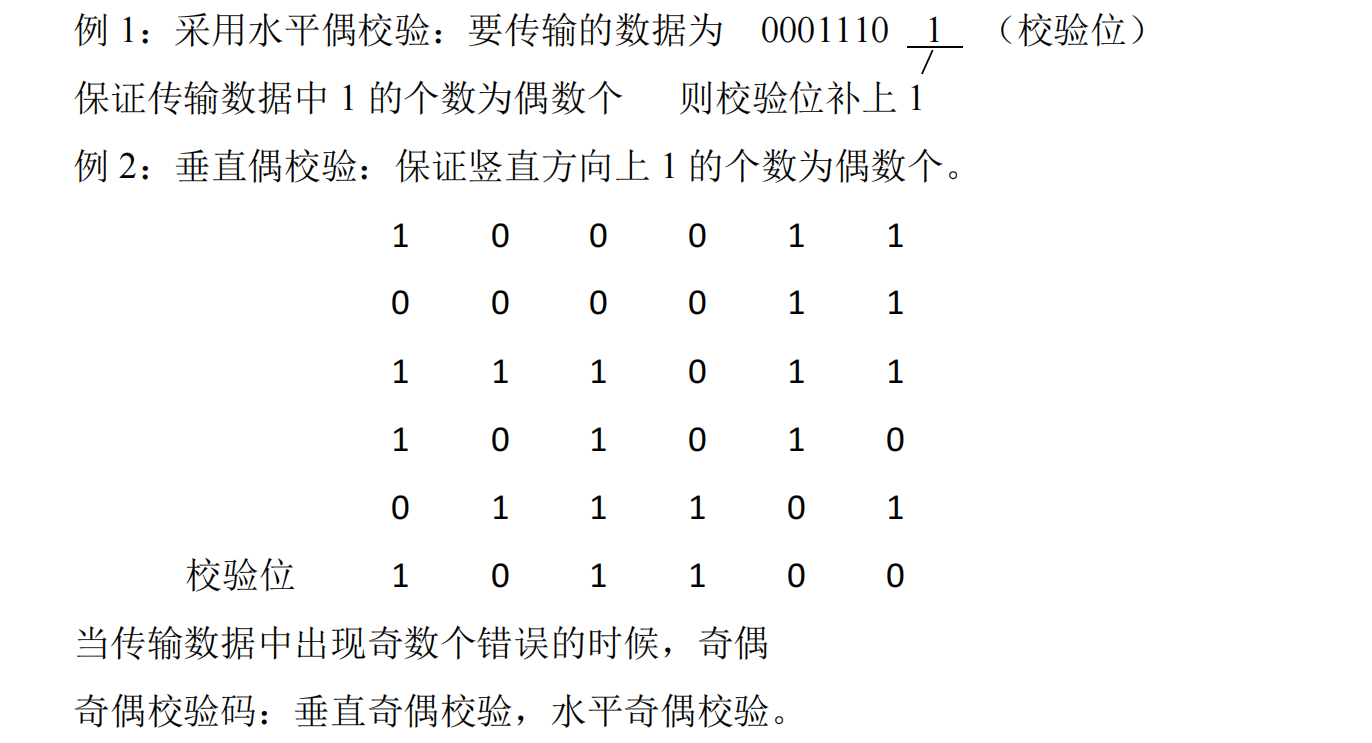 例 1：采用水平偶校验：要传输的数据为 0001110 1 （校验位）
保证传输数据中 1 的个数为偶数个 则校验位补上 1
例 2：垂直偶校验：保证竖直方向上 1 的个数为偶数个。
1 0 0 0 1 1
0 0 0 0 1 1
1 1 1 0 1 1
1 0 1 0 1 0
0 1 1 1 0 1
校验位 1 0 1 1 0 0
当传输数据中出现奇数个错误的时候，奇偶
奇偶校验码：垂直奇偶校验，水平奇偶校验。